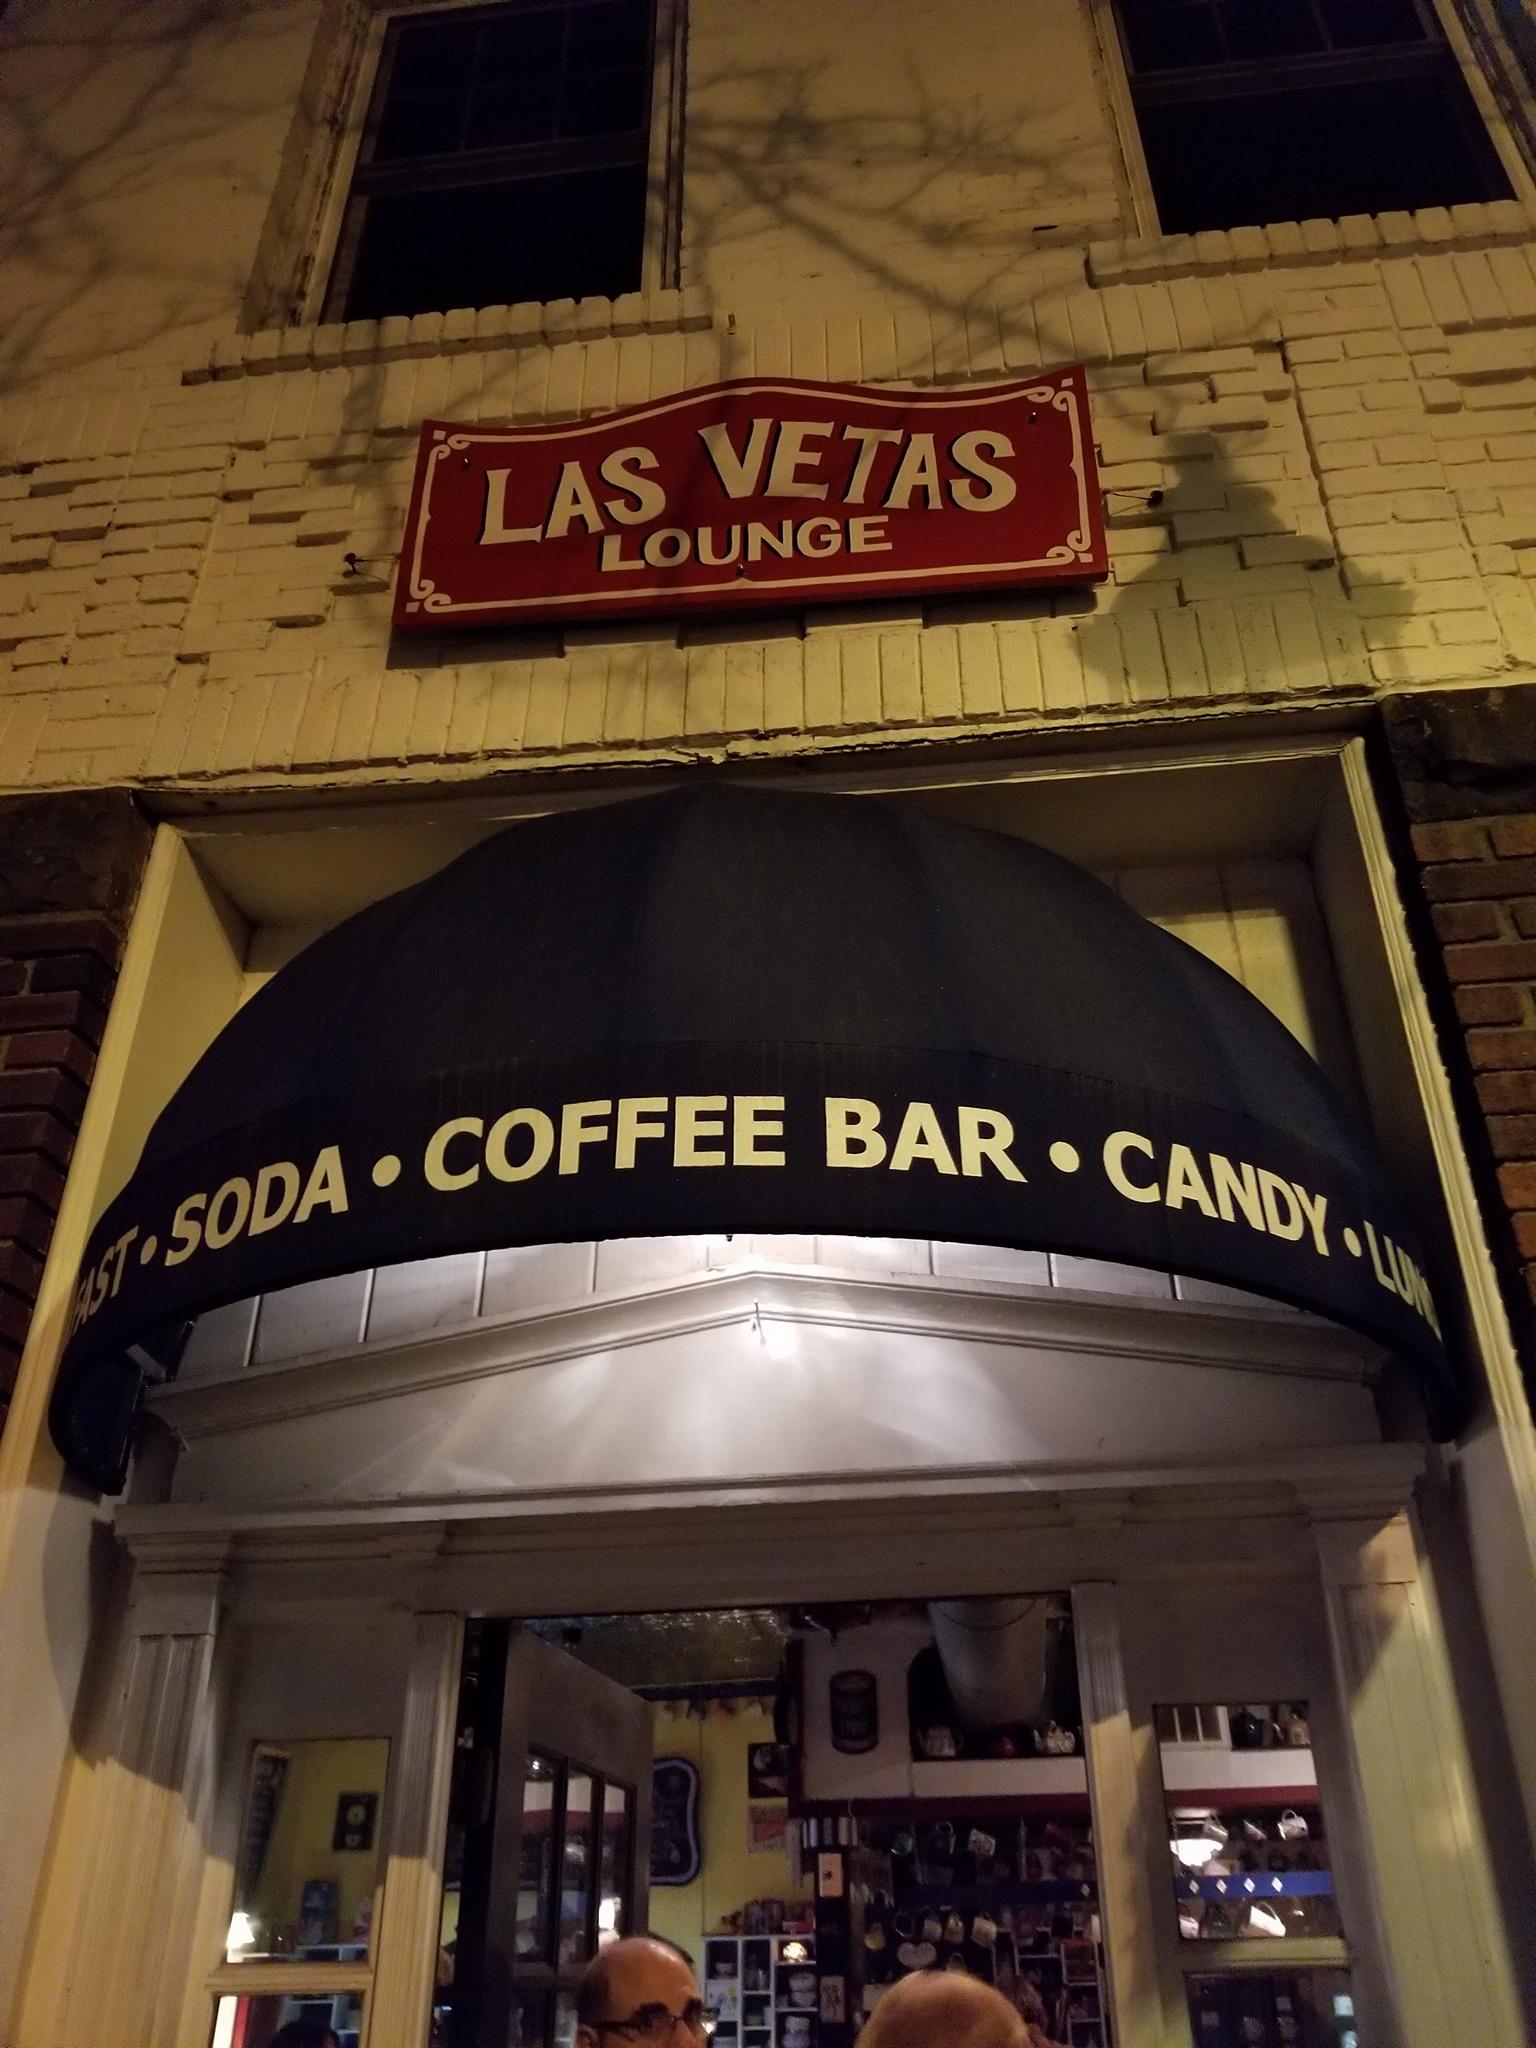 LAS VETAS
LOUNGE
SODA • COFFEE BAR • CANDY •